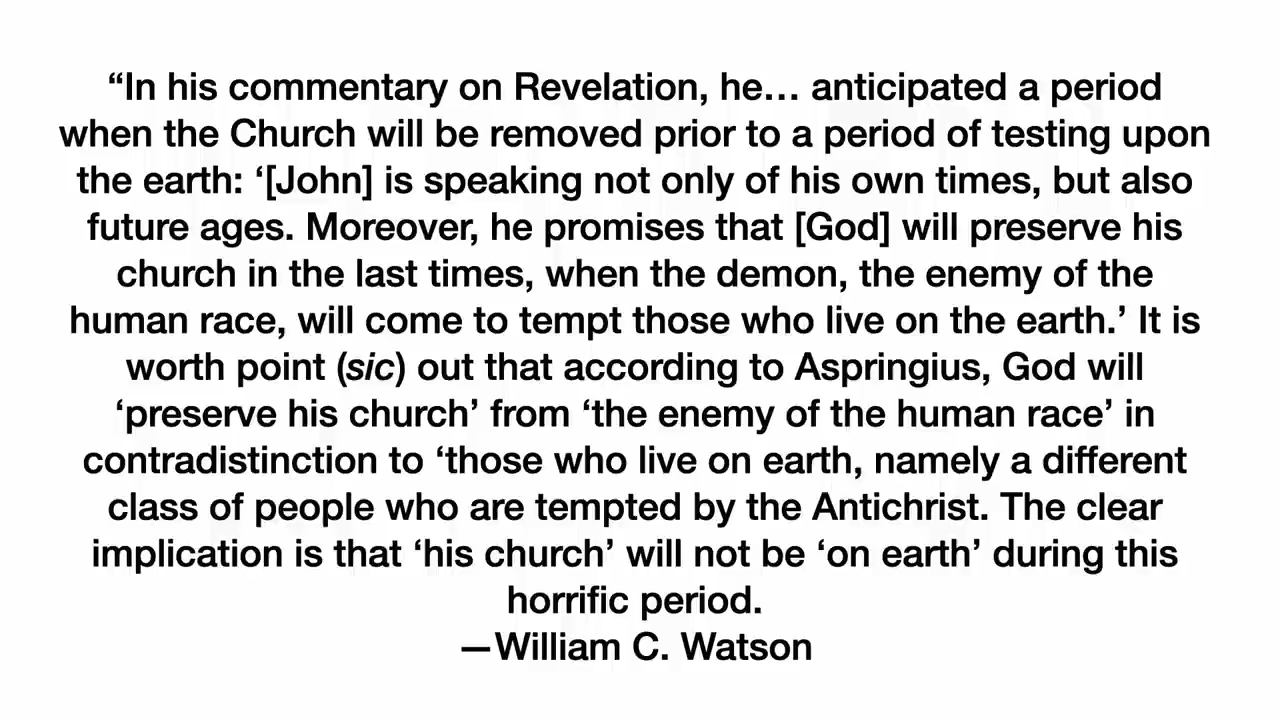 “In his commentary on Revelation, he… anticipated a period
when the Church will be removed prior to a period of testing upon
the earth: ‘[John] is speaking not only of his own times, but also
future ages. Moreover, he promises that [God] will preserve his
church in the last times, when the demon, the enemy of the
human race, will come to tempt those who live on the earth.’ It is
worth point (sic) out that according to Aspringius, God will
‘preserve his church’ from ‘the enemy of the human race’ in
contradistinction to ‘those who live on earth, namely a different
class of people who are tempted by the Antichrist. The clear
implication is that ‘his church’ will not be ‘on earth’ during this
horrific period.
—William C. Watson